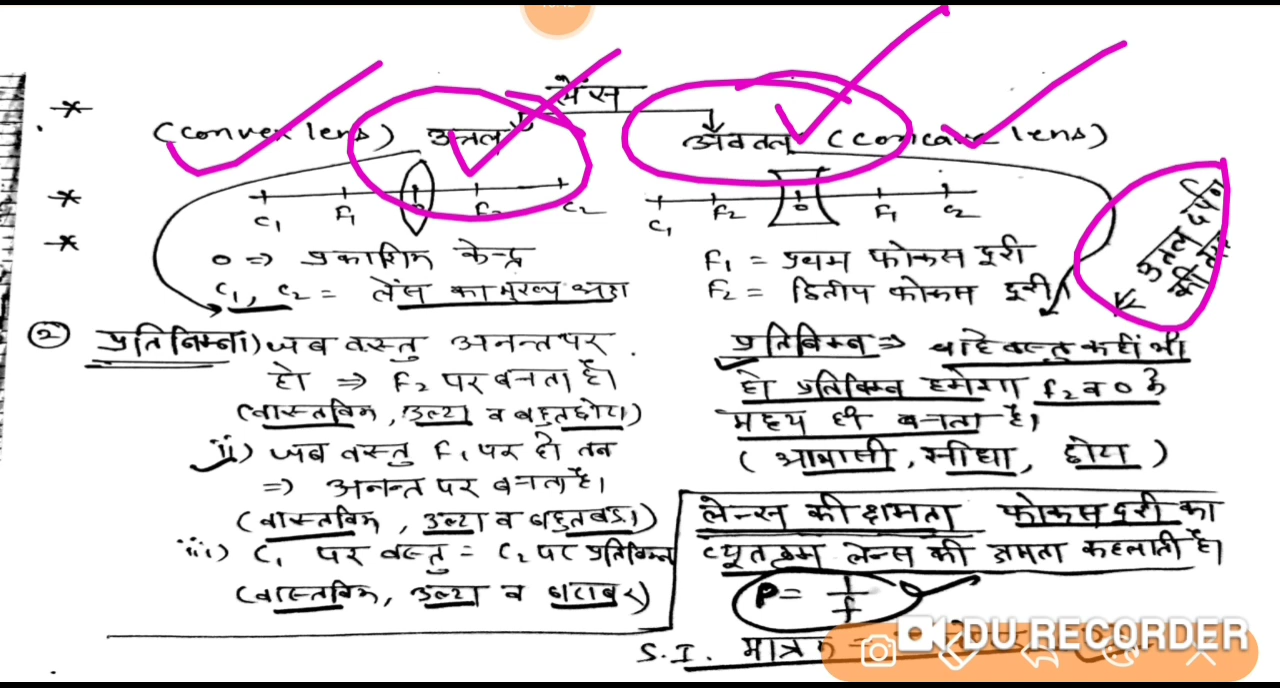 लैंस
(convex lens) उत्तल अवतल (concave lens)
C₁ F₁ O F₂ C₂
C₁ F₂ O F₁ C₂
उत्तल दर्पण की तरह
O ⇒ प्रकाशिक केन्द्र
C₁, C₂ = लेंस का मुख्य अक्ष
F₁ = प्रथम फोकस दूरी
F₂ = द्वितीय फोकस दूरी।
② प्रतिबिम्ब i) जब वस्तु अनन्त पर
हो ⇒ F₂ पर बनता है।
(वास्तविक, उल्टा व बहुत छोटा)
ii) जब वस्तु F₁ पर हो तब
⇒ अनन्त पर बनता है।
(वास्तविक, उल्टा व बहुत बड़ा)
iii) C₁ पर वस्तु = C₂ पर प्रतिबिम्ब
(वास्तविक, उल्टा व बराबर)
प्रतिबिम्ब ⇒ चाहे वस्तु कहीं भी
हो प्रतिबिम्ब हमेशा F₂ व O के
मध्य ही बनता है।
(आभासी, सीधा, छोटा)
लेन्स की क्षमता फोकस दूरी का
व्युत्क्रम लेन्स की क्षमता कहलाती है।
P = 1/f
S.I. मात्रक =
DU RECORDER